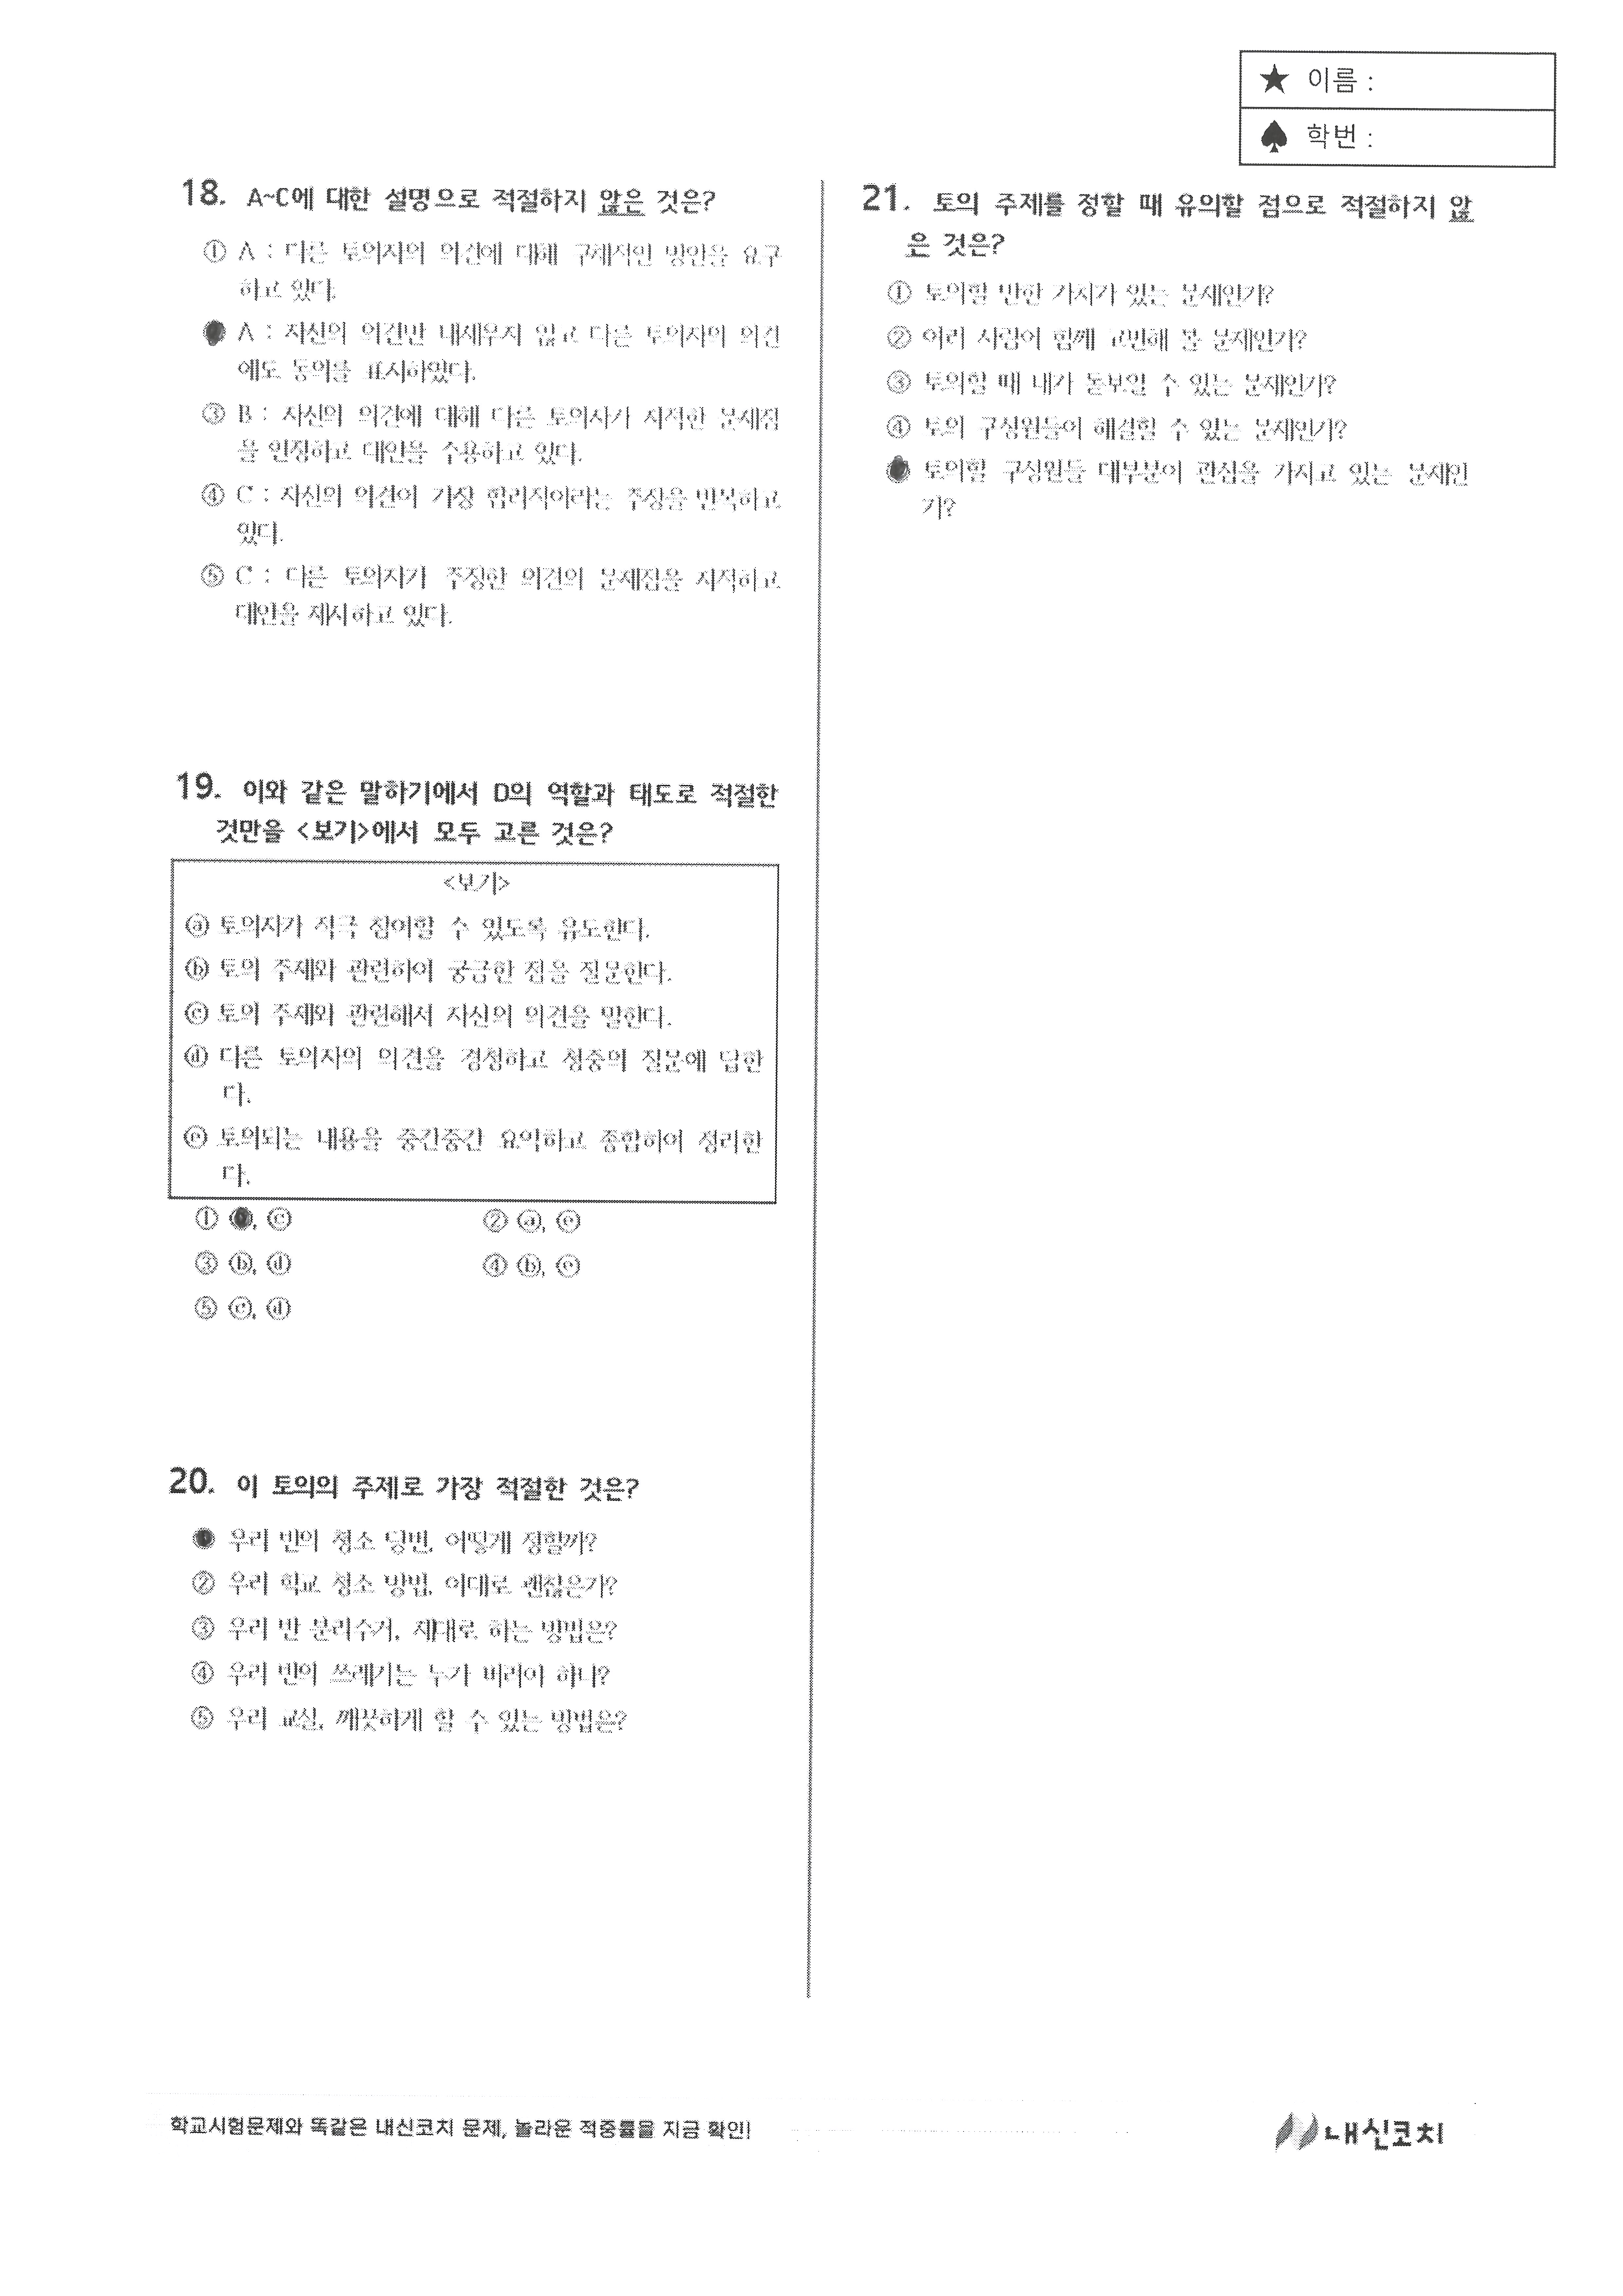 ★ 이름 :
♠ 학번 :
18. A~C에 대한 설명으로 적절하지 않은 것은?
① A : 다른 토의자의 의견에 대해 구체적인 방안을 요구
하고 있다.
A : 자신의 의견만 내세우지 않고 다른 토의자의 의견
에도 동의를 표시하였다.
③ B : 자신의 의견에 대해 다른 토의자가 지적한 문제점
을 인정하고 대안을 수용하고 있다.
④ C : 자신의 의견이 가장 합리적이라는 주장을 반복하고
있다.
⑤ C : 다른 토의자가 주장한 의견의 문제점을 지적하고
대안을 제시하고 있다.
19. 이와 같은 말하기에서 D의 역할과 태도로 적절한
것만을 <보기>에서 모두 고른 것은?
<보기>
ⓐ 토의자가 적극 참여할 수 있도록 유도한다.
ⓑ 토의 주제와 관련하여 궁금한 점을 질문한다.
ⓒ 토의 주제와 관련해서 자신의 의견을 말한다.
ⓓ 다른 토의자의 의견을 경청하고 청중의 질문에 답한
다.
ⓔ 토의되는 내용을 중간중간 요약하고 종합하여 정리한
다.
① , ⓒ
② ⓐ, ⓔ
③ ⓑ, ⓓ
④ ⓑ, ⓔ
⑤ ⓒ, ⓓ
20. 이 토의의 주제로 가장 적절한 것은?
우리 반의 청소 당번, 어떻게 정할까?
② 우리 학교 청소 방법, 이대로 괜찮은가?
③ 우리 반 분리수거, 제대로 하는 방법은?
④ 우리 반의 쓰레기는 누가 버려야 하나?
⑤ 우리 교실, 깨끗하게 할 수 있는 방법은?
21. 토의 주제를 정할 때 유의할 점으로 적절하지 않
은 것은?
① 토의할 만한 가치가 있는 문제인가?
② 여러 사람이 함께 고민해 볼 문제인가?
③ 토의할 때 내가 돋보일 수 있는 문제인가?
④ 토의 구성원들이 해결할 수 있는 문제인가?
토의할 구성원들 대부분이 관심을 가지고 있는 문제인
가?
학교시험문제와 똑같은 내신코치 문제, 놀라운 적중률을 지금 확인!
내신코치